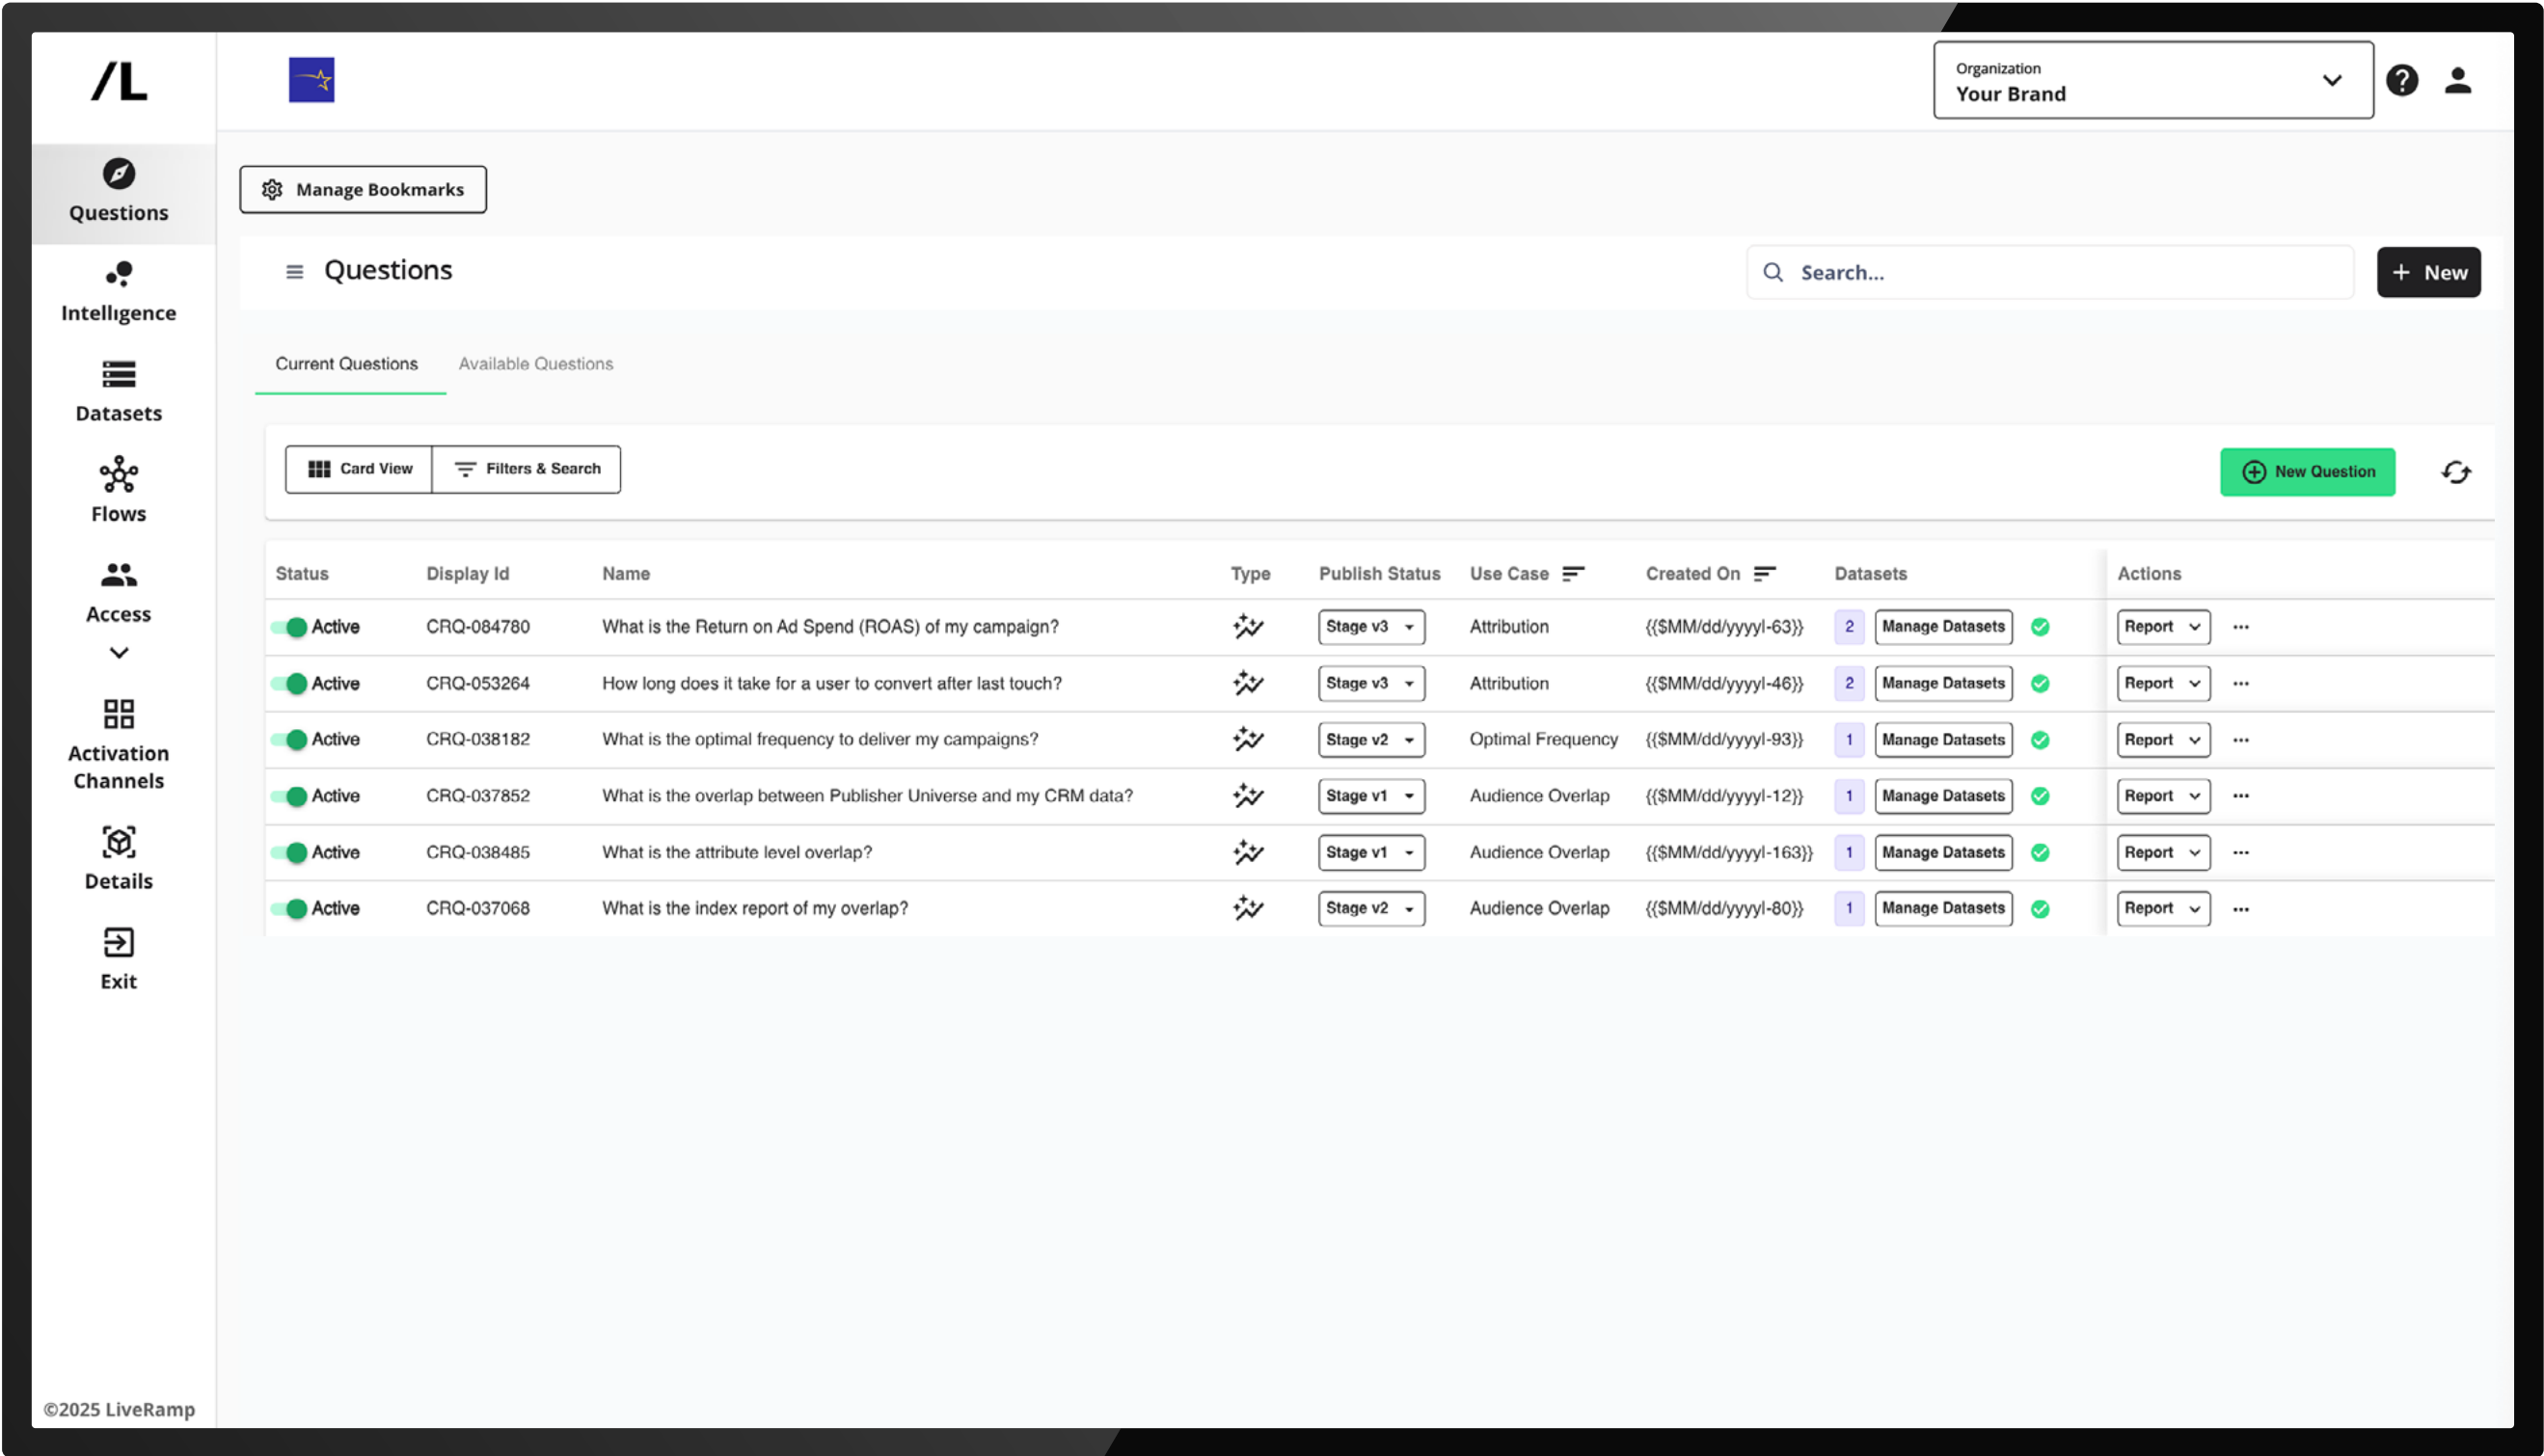 /L
Organization
Your Brand
Questions
Intelligence
Datasets
Flows
Access
Activation
Channels
Details
Exit
©2025 LiveRamp
Manage Bookmarks
Questions
Search...
+ New
Current Questions Available Questions
Card View Filters & Search
New Question
Status Display Id Name Type Publish Status Use Case Created On Datasets Actions
Active CRQ-084780 What is the Return on Ad Spend (ROAS) of my campaign? Stage v3 Attribution {{$MM/dd/yyyyl-63}} 2 Manage Datasets Report ...
Active CRQ-053264 How long does it take for a user to convert after last touch? Stage v3 Attribution {{$MM/dd/yyyyl-46}} 2 Manage Datasets Report ...
Active CRQ-038182 What is the optimal frequency to deliver my campaigns? Stage v2 Optimal Frequency {{$MM/dd/yyyyl-93}} 1 Manage Datasets Report ...
Active CRQ-037852 What is the overlap between Publisher Universe and my CRM data? Stage v1 Audience Overlap {{$MM/dd/yyyyl-12}} 1 Manage Datasets Report ...
Active CRQ-038485 What is the attribute level overlap? Stage v1 Audience Overlap {{$MM/dd/yyyyl-163}} 1 Manage Datasets Report ...
Active CRQ-037068 What is the index report of my overlap? Stage v2 Audience Overlap {{$MM/dd/yyyyl-80}} 1 Manage Datasets Report ...